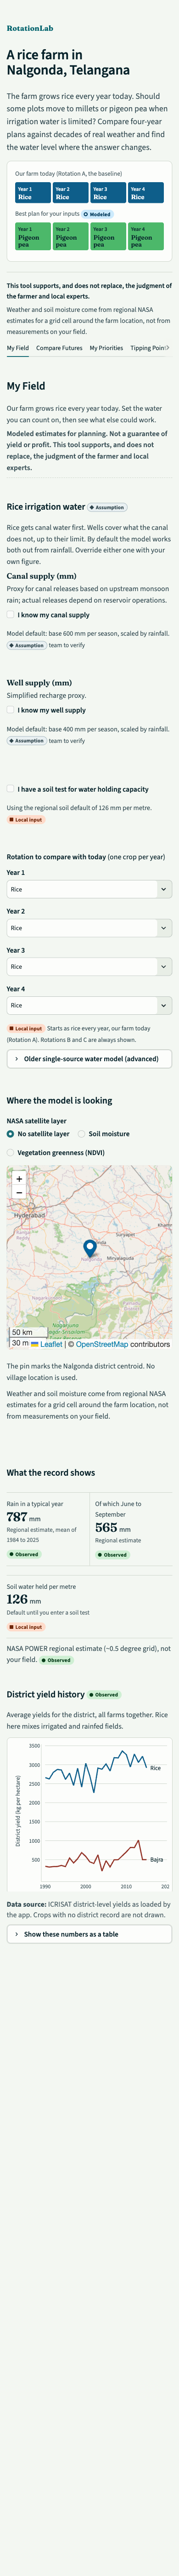 RotationLab
A rice farm in
Nalgonda, Telangana
The farm grows rice every year today. Should
some plots move to millets or pigeon pea when
irrigation water is limited? Compare four-year
plans against decades of real weather and find
the water level where the answer changes.
Our farm today (Rotation A, the baseline)
Year 1 Year 2 Year 3 Year 4
Rice Rice Rice Rice
Best plan for your inputs Modeled
Year 1 Year 2 Year 3 Year 4
Pigeon Pigeon Pigeon Pigeon
pea pea pea pea
This tool supports, and does not replace, the judgment of
the farmer and local experts.
Weather and soil moisture come from regional NASA
estimates for a grid cell around the farm location, not from
measurements on your field.
My Field Compare Futures My Priorities Tipping Poin
My Field
Our farm grows rice every year today. Set the water
you can count on, then see what else could work.
Modeled estimates for planning. Not a guarantee of
yield or profit. This tool supports, and does not
replace, the judgment of the farmer and local
experts.
Rice irrigation water Assumption
Rice gets canal water first. Wells cover what the canal
does not, up to their limit. By default the model works
both out from rainfall. Override either one with your
own figure.
Canal supply (mm)
Proxy for canal releases based on upstream monsoon
rain; actual releases depend on reservoir operations.
I know my canal supply
Model default: base 600 mm per season, scaled by rainfall.
Assumption team to verify
Well supply (mm)
Simplified recharge proxy.
I know my well supply
Model default: base 400 mm per season, scaled by rainfall.
Assumption team to verify
I have a soil test for water holding capacity
Using the regional soil default of 126 mm per metre.
Local input
Rotation to compare with today (one crop per year)
Year 1
Rice
Year 2
Rice
Year 3
Rice
Year 4
Rice
Local input Starts as rice every year, our farm today
(Rotation A). Rotations B and C are always shown.
Older single-source water model (advanced)
Where the model is looking
NASA satellite layer
No satellite layer Soil moisture
Vegetation greenness (NDVI)
+
−
Hyderabad
Suryapet
Miryalaguda
50 km
30 m
Leaflet | © OpenStreetMap contributors
The pin marks the Nalgonda district centroid. No
village location is used.
Weather and soil moisture come from regional NASA
estimates for a grid cell around the farm location, not
from measurements on your field.
What the record shows
Rain in a typical year
787 mm
Regional estimate, mean of
1984 to 2025
Observed
Of which June to
September
565 mm
Regional estimate
Observed
Soil water held per metre
126 mm
Default until you enter a soil test
Local input
NASA POWER regional estimate (~0.5 degree grid), not
your field. Observed
District yield history Observed
Average yields for the district, all farms together. Rice
here mixes irrigated and rainfed fields.
District yield (kg per hectare)
3500
3000
2500
2000
1500
1000
500
Rice
Bajra
1990 2000 2010 202
Data source: ICRISAT district-level yields as loaded by
the app. Crops with no district record are not drawn.
Show these numbers as a table